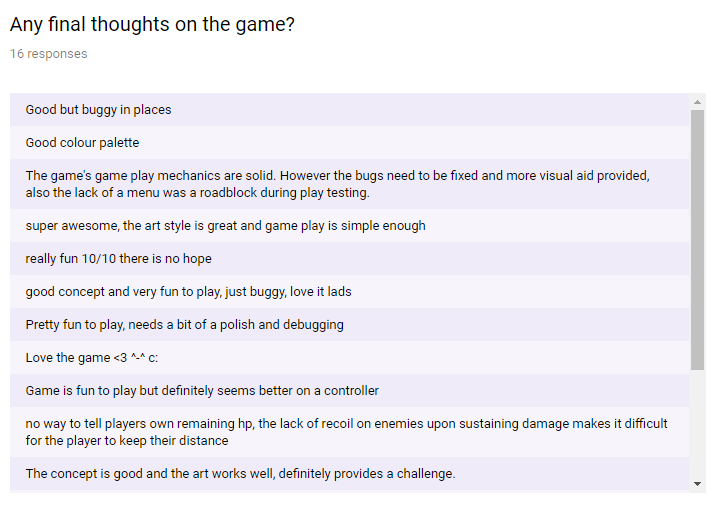 Any final thoughts on the game?
16 responses
Good but buggy in places
Good colour palette
The game's game play mechanics are solid. However the bugs need to be fixed and more visual aid provided,
also the lack of a menu was a roadblock during play testing.
super awesome, the art style is great and game play is simple enough
really fun 10/10 there is no hope
good concept and very fun to play, just buggy, love it lads
Pretty fun to play, needs a bit of a polish and debugging
Love the game <3 ^-^ c:
Game is fun to play but definitely seems better on a controller
no way to tell players own remaining hp, the lack of recoil on enemies upon sustaining damage makes it difficult
for the player to keep their distance
The concept is good and the art works well, definitely provides a challenge.